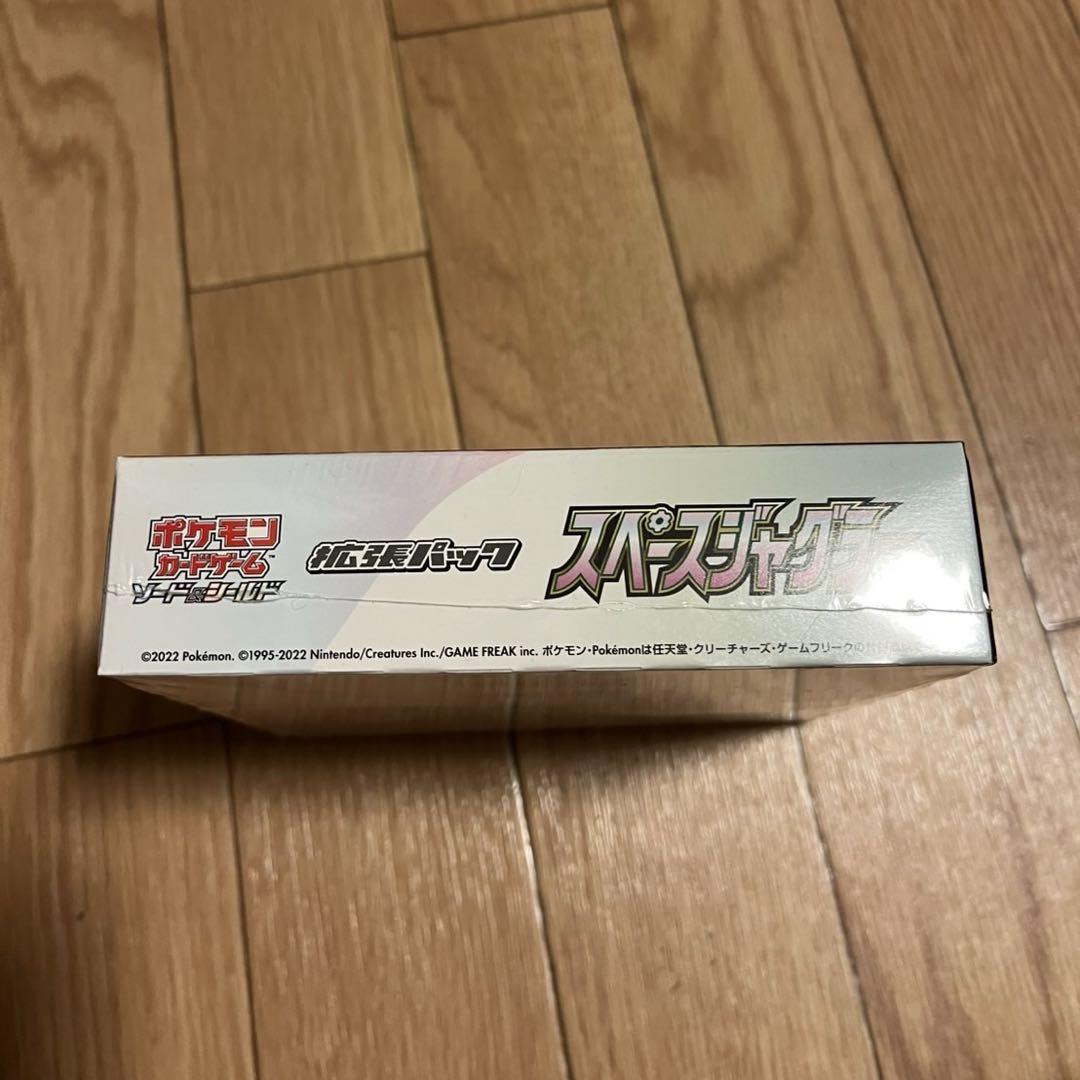 ポケモン
カードゲーム™
ソード&シールド
拡張パック
スペースジャグラー
©2022 Pokémon. ©1995-2022 Nintendo/Creatures Inc./GAME FREAK inc. ポケモン・Pokémonは任天堂・クリーチャーズ・ゲームフリークの